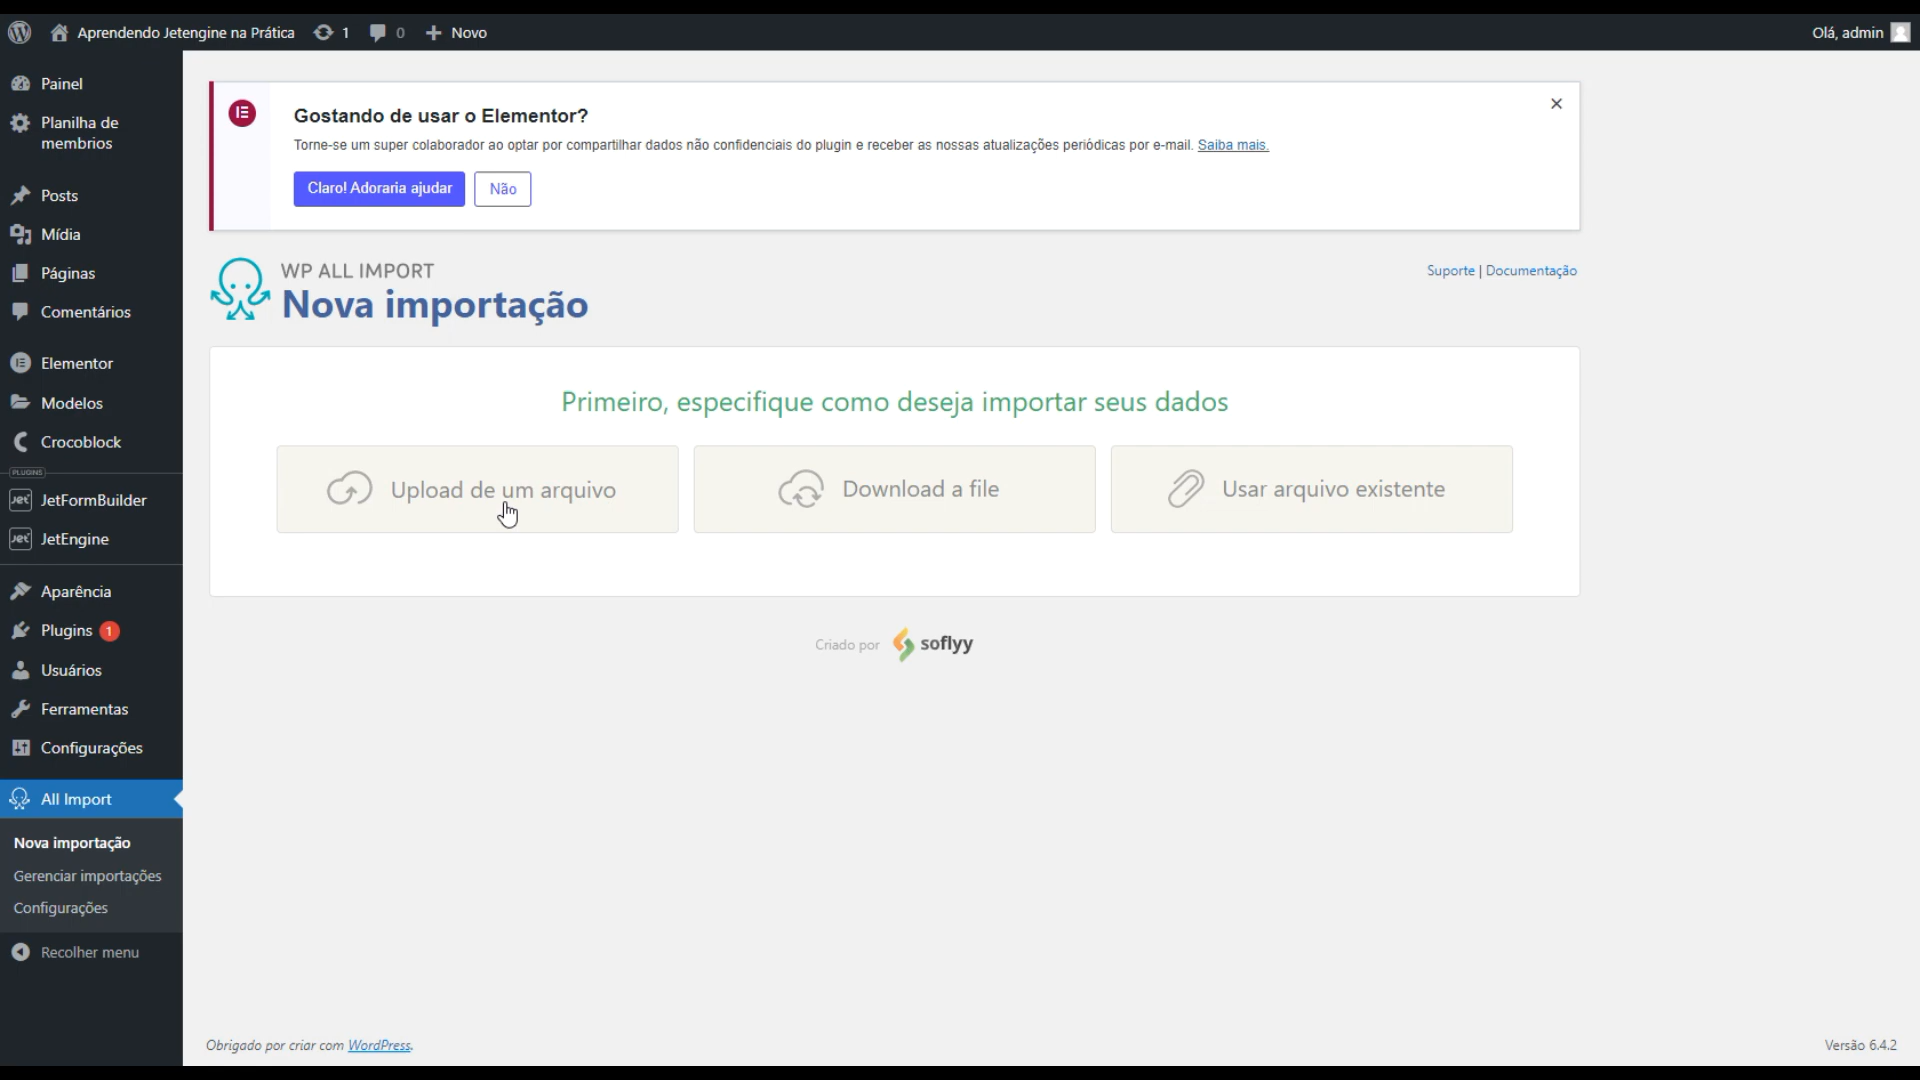 Aprendendo Jetengine na Prática 1 0 Novo Olá, admin
Painel
Planilha de
membrios
Posts
Mídia
Páginas
Comentários
Elementor
Modelos
Crocoblock
PLUGINS
Jet JetFormBuilder
Jet JetEngine
Aparência
Plugins 1
Usuários
Ferramentas
Configurações
All Import
Nova importação
Gerenciar importações
Configurações
Recolher menu
Gostando de usar o Elementor?
Torne-se um super colaborador ao optar por compartilhar dados não confidenciais do plugin e receber as nossas atualizações periódicas por e-mail. Saiba mais.
Claro! Adoraria ajudar Não
WP ALL IMPORT
Nova importação
Suporte | Documentação
Primeiro, especifique como deseja importar seus dados
Upload de um arquivo Download a file Usar arquivo existente
Criado por soflyy
Obrigado por criar com WordPress. Versão 6.4.2